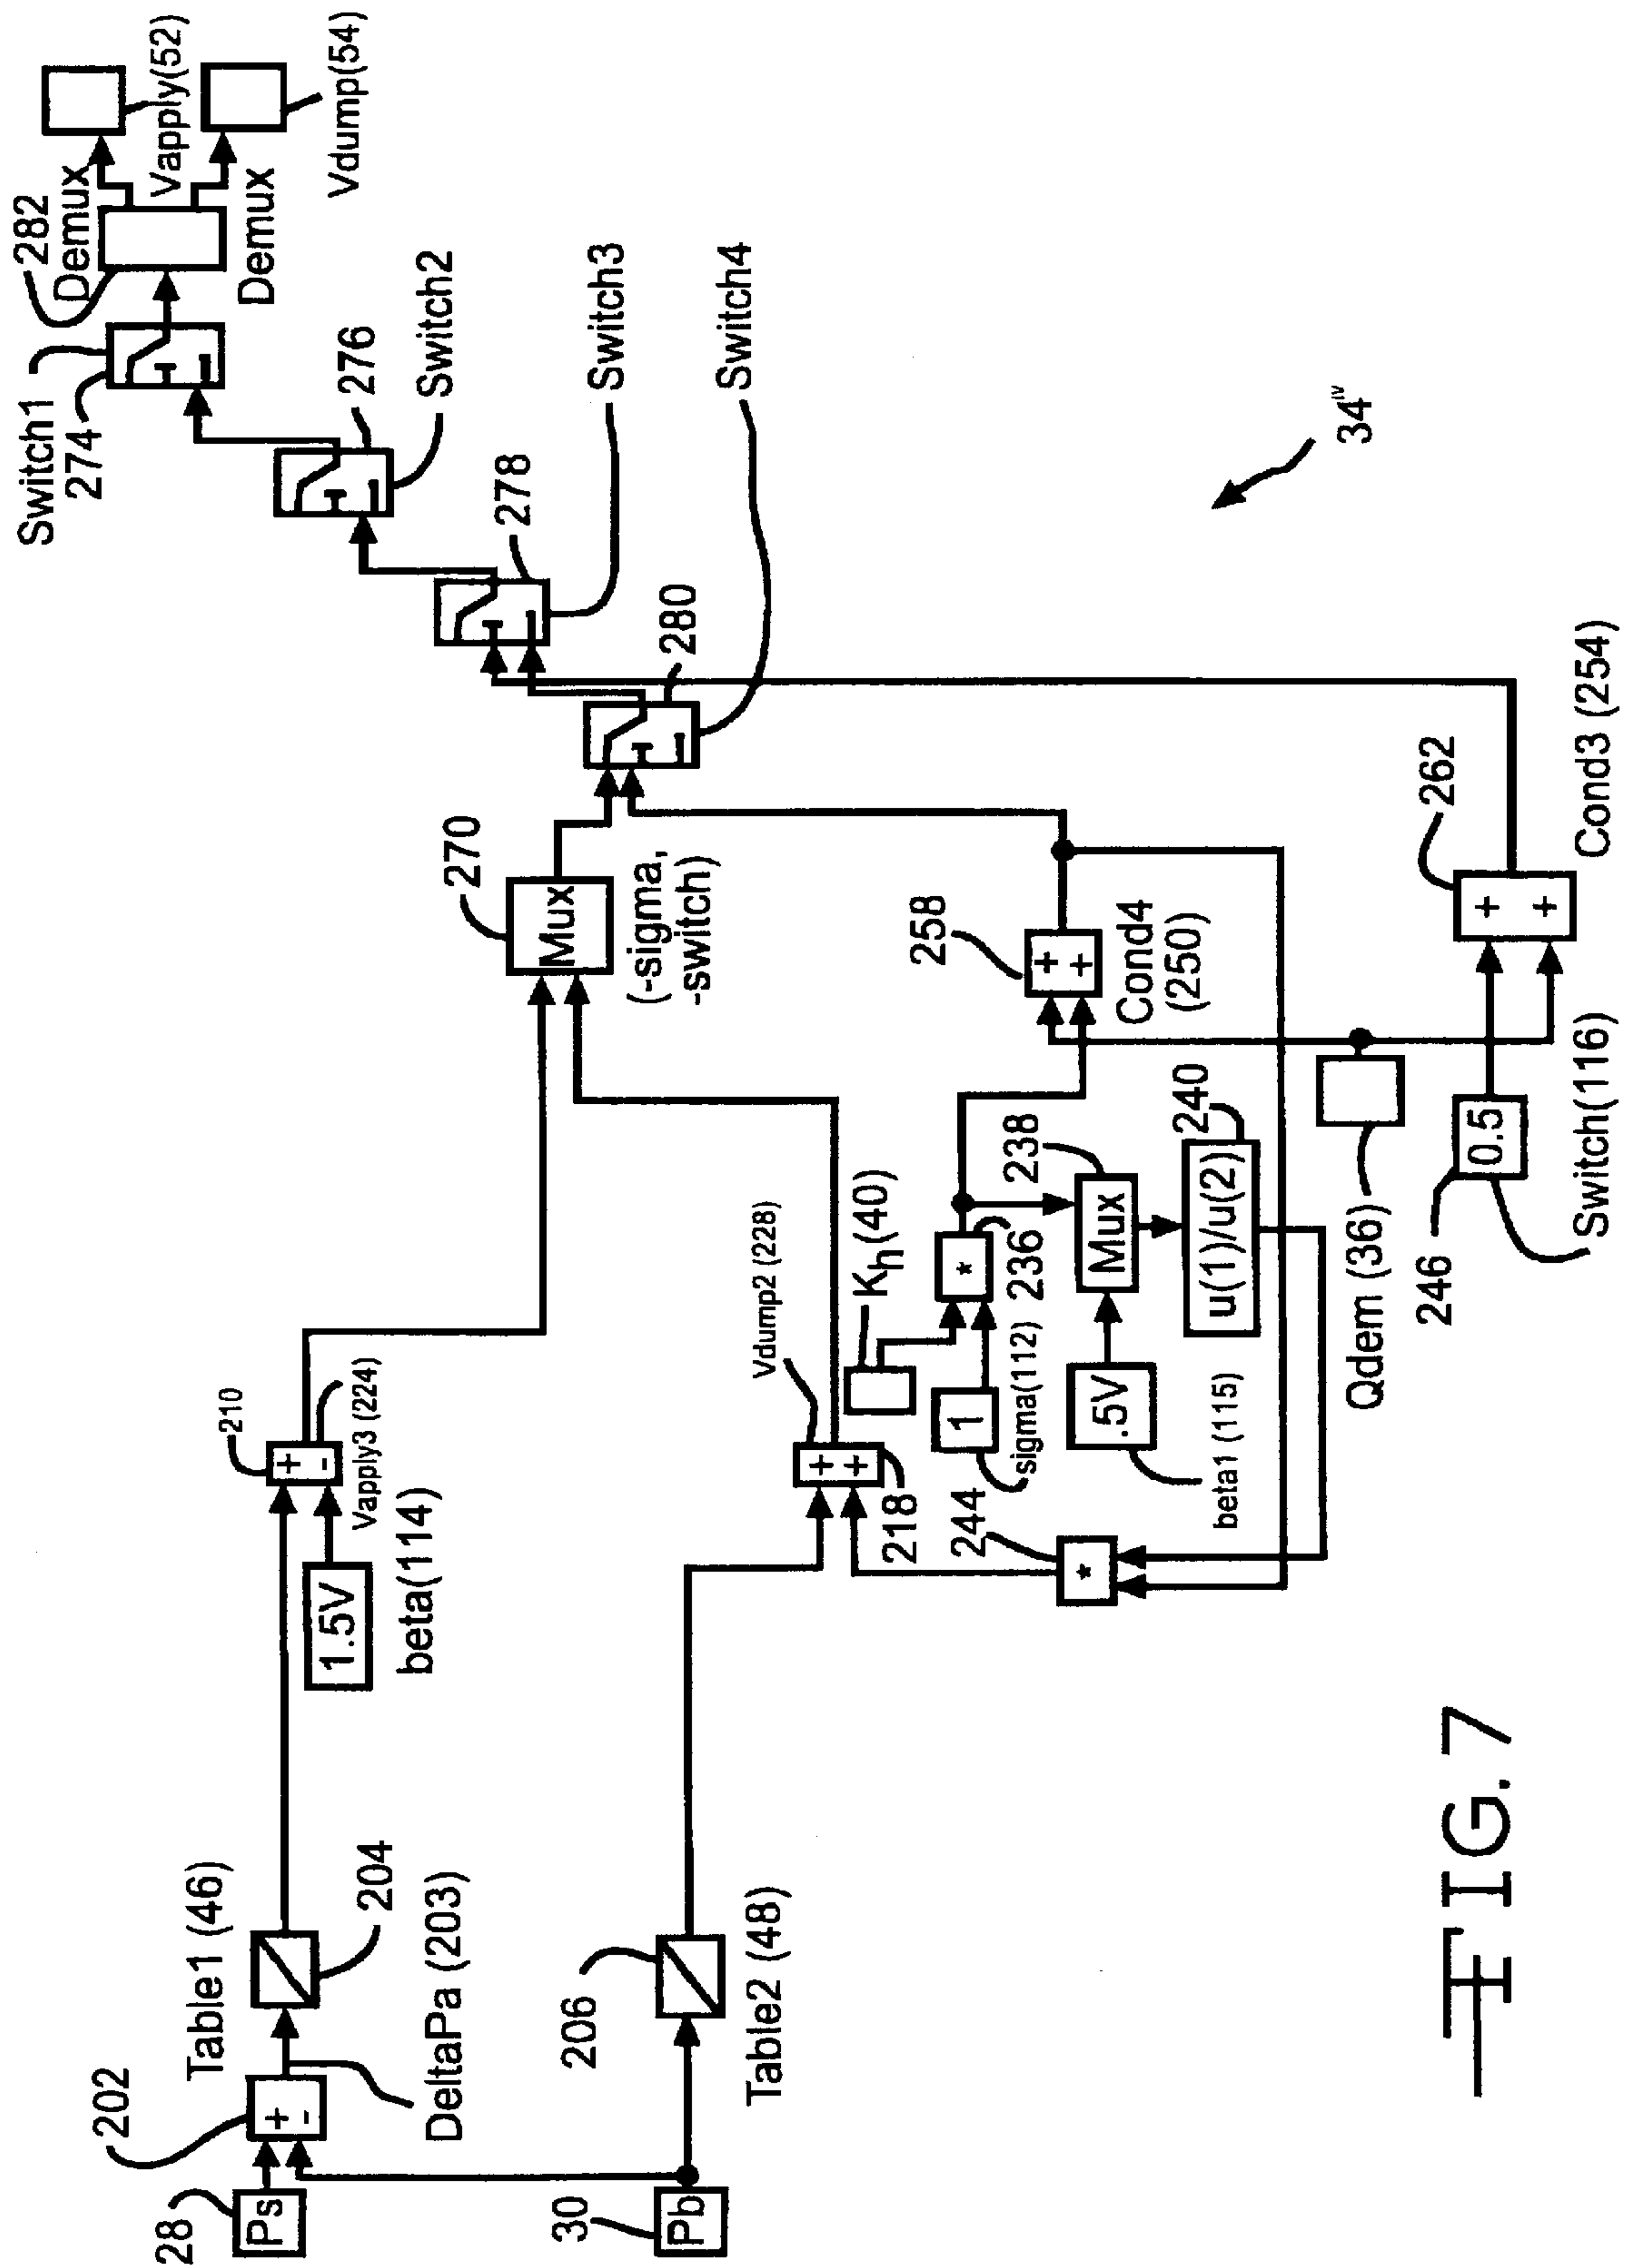 Switch1
274
282
Demux
Vapply(52)
Vdump(54)
Demux
276
Switch2
278
Switch3
280
Switch4
34"
270
Mux
(-sigma,
-switch)
210
+
-
Vapply3 (224)
1.5V
beta(114)
Table1 (46)
204
202
+
-
DeltaPa (203)
28
Ps
30
Pb
206
Table2 (48)
Vdump2 (228)
+
+
218
Kh(40)
*
236
1
sigma(112)
238
Mux
.5V
beta1 (115)
240
u(1)/u(2)
244
*
258
+
+
Cond4
(250)
Qdem (36)
246
0.5
Switch(116)
262
+
+
Cond3 (254)
FIG. 7